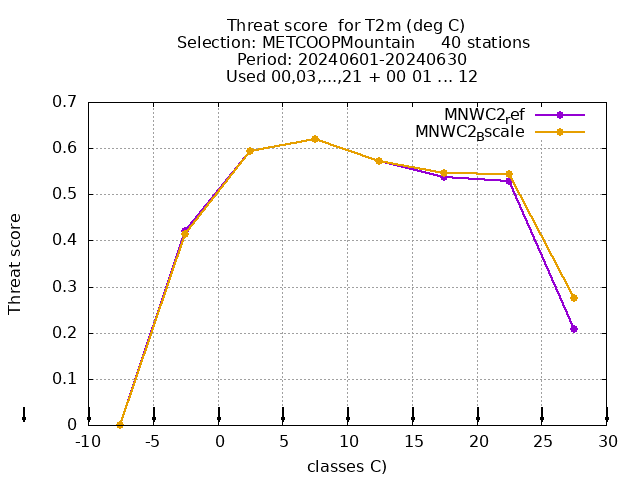 Threat score  for T2m (deg C)
Selection: METCOOPMountain     40 stations
Period: 20240601-20240630
Used 00,03,...,21 + 00 01 ... 12
MNWC2ref
MNWC2Bscale
0.7
0.6
0.5
0.4
0.3
0.2
0.1
0
Threat score
-10
-5
0
5
10
15
20
25
30
classes C)